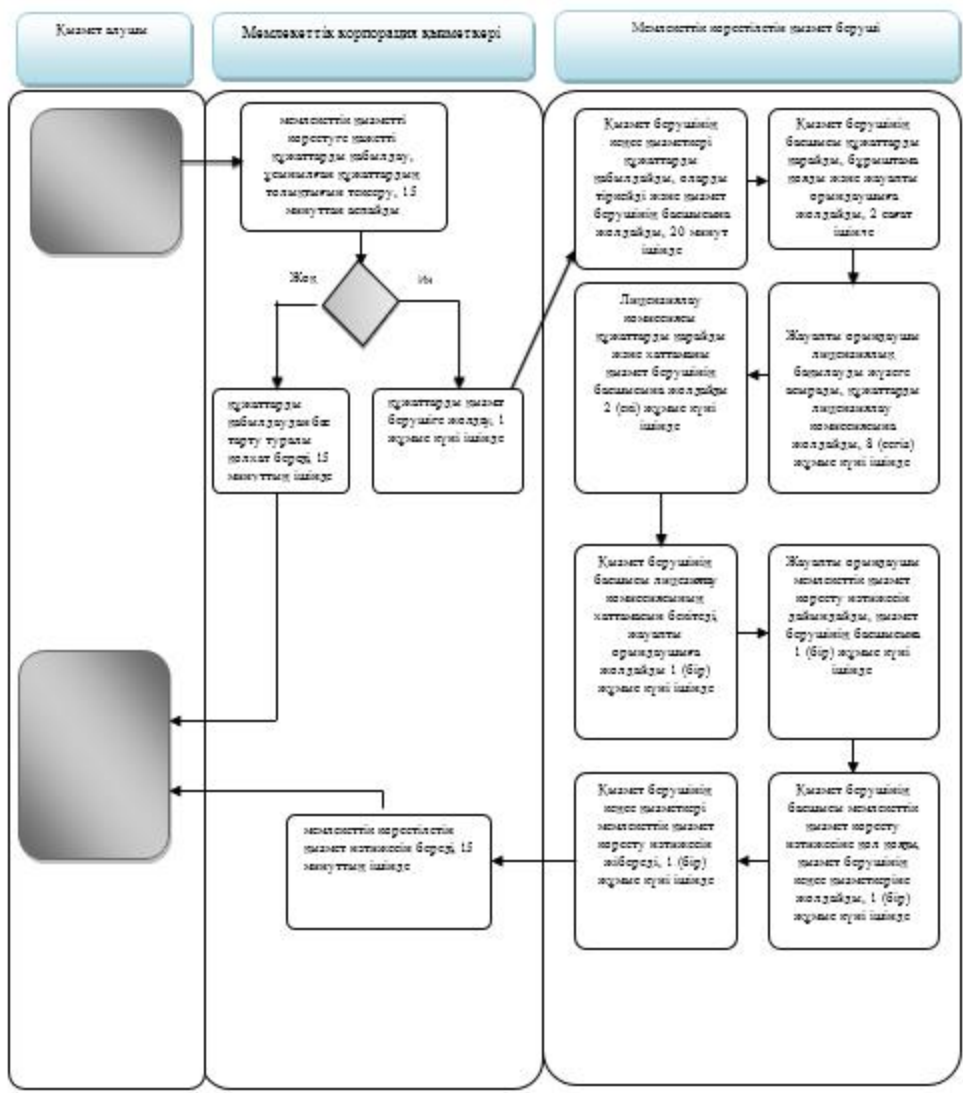 Қызмет алушы
Мемлекеттік корпорация қызметкері
Мемлекеттік көрсетілетін қызмет беруші
мемлекеттік қызметті
көрсетуге қажетті
құжаттарды қабылдау,
ұсынылған құжаттардың
толықтығын тексеру, 15
минуттан аспайды
Жоқ
Ия
құжаттарды
қабылдаудан бас
тарту туралы
қолхат береді, 15
минуттың ішінде
құжаттарды қызмет
берушіге жолдау, 1
жұмыс күні ішінде
Қызмет берушінің
кеңсе қызметкері
құжаттарды
қабылдайды, оларды
тіркейді және қызмет
берушінің басшысына
жолдайды, 20 минут
ішінде
Қызмет берушінің
басшысы құжаттарды
қарайды, бұрыштама
қояды және жауапты
орындаушыға
жолдайды, 2 сағат
ішінде
Жауапты орындаушы
лицензиялық
бақылауды жүзеге
асырады, құжаттарды
лицензиялау
комиссиясына
жолдайды, 8 (сегіз)
жұмыс күні ішінде
Лицензиялау
комиссиясы
құжаттарды қарайды
және хаттаманы
қызмет берушінің
басшысына жолдайды
2 (екі) жұмыс күні
ішінде
Қызмет берушінің
басшысы лицензиялау
комиссиясының
хаттамасын бекітеді,
жауапты
орындаушыға
жолдайды 1 (бір)
жұмыс күні ішінде
Жауапты орындаушы
мемлекеттік қызмет
көрсету нәтижесін
дайындайды, қызмет
берушінің басшысына
1 (бір) жұмыс күні
ішінде
Қызмет берушінің
басшысы мемлекеттік
қызмет көрсету
нәтижесіне қол қояды,
қызмет берушінің
кеңсе қызметкеріне
жолдайды, 1 (бір)
жұмыс күні ішінде
Қызмет берушінің
кеңсе қызметкері
мемлекеттік қызмет
көрсету нәтижесін
жібереді, 1 (бір)
жұмыс күні ішінде
мемлекеттік көрсетілетін
қызмет нәтижесін береді, 15
минуттың ішінде